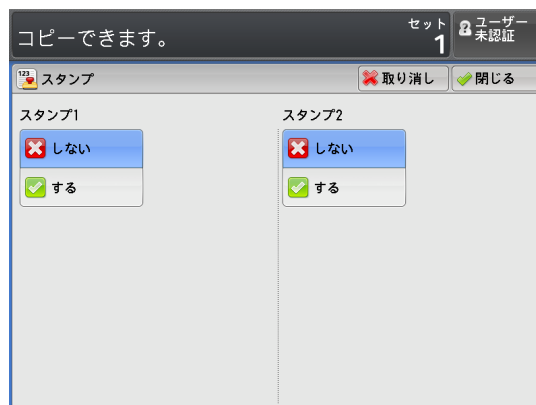 コピーできます。
セット
1
ユーザー
未認証
123
スタンプ
取り消し
閉じる
スタンプ1
しない
する
スタンプ2
しない
する